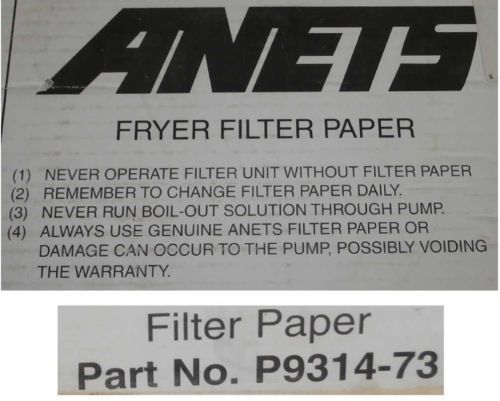 ANETS
FRYER FILTER PAPER
(1) NEVER OPERATE FILTER UNIT WITHOUT FILTER PAPER
(2) REMEMBER TO CHANGE FILTER PAPER DAILY.
(3) NEVER RUN BOIL-OUT SOLUTION THROUGH PUMP.
(4) ALWAYS USE GENUINE ANETS FILTER PAPER OR
DAMAGE CAN OCCUR TO THE PUMP, POSSIBLY VOIDING
THE WARRANTY.
Filter Paper
Part No. P9314-73